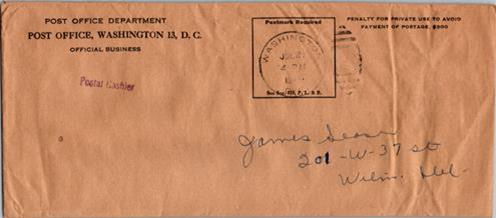 POST OFFICE DEPARTMENT
POST OFFICE, WASHINGTON 13, D. C.
OFFICIAL BUSINESS
Postmark Required
PENALTY FOR PRIVATE USE TO AVOID
PAYMENT OF POSTAGE, $300
WASHINGTON
Postal Cashier
James
201-W-37 st
Wilm. Del.